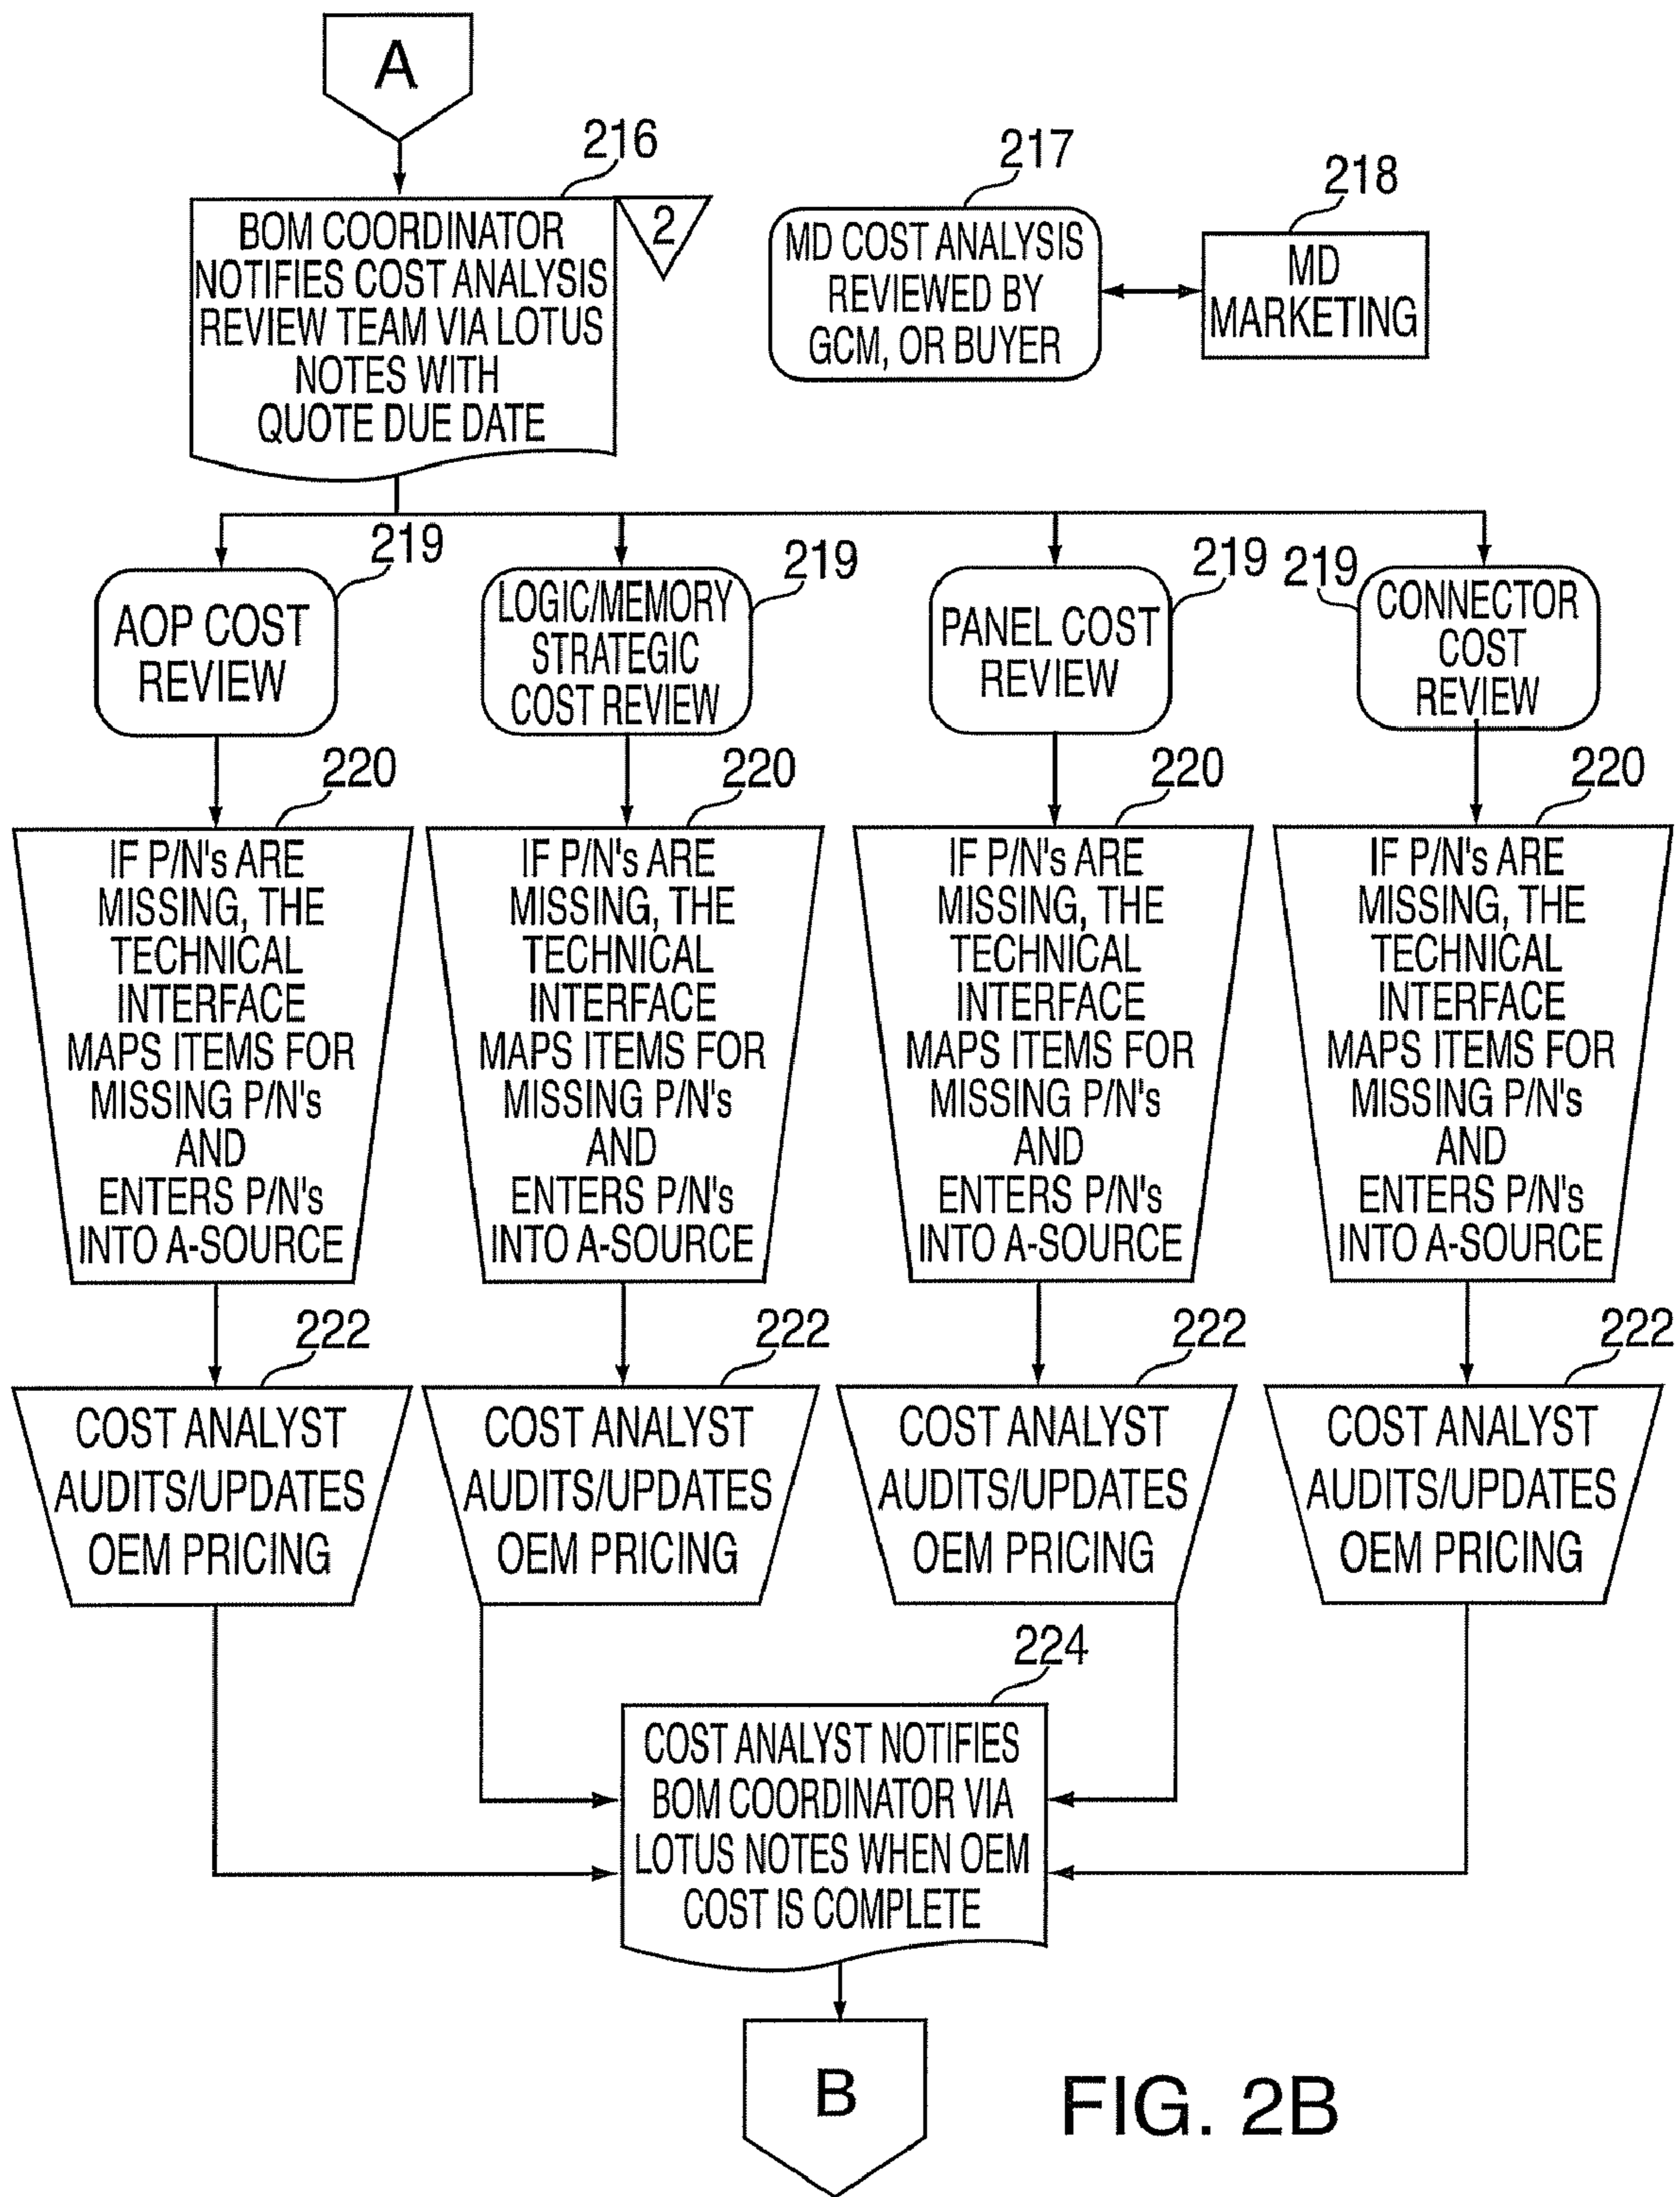 A
216
BOM COORDINATOR
NOTIFIES COST ANALYSIS
REVIEW TEAM VIA LOTUS
NOTES WITH
QUOTE DUE DATE
2
217
MD COST ANALYSIS
REVIEWED BY
GCM, OR BUYER
218
MD
MARKETING
219
AOP COST
REVIEW
219
LOGIC/MEMORY
STRATEGIC
COST REVIEW
219
PANEL COST
REVIEW
219
CONNECTOR
COST
REVIEW
220
IF P/N's ARE
MISSING, THE
TECHNICAL
INTERFACE
MAPS ITEMS FOR
MISSING P/N's
AND
ENTERS P/N's
INTO A-SOURCE
220
IF P/N's ARE
MISSING, THE
TECHNICAL
INTERFACE
MAPS ITEMS FOR
MISSING P/N's
AND
ENTERS P/N's
INTO A-SOURCE
220
IF P/N's ARE
MISSING, THE
TECHNICAL
INTERFACE
MAPS ITEMS FOR
MISSING P/N's
AND
ENTERS P/N's
INTO A-SOURCE
220
IF P/N's ARE
MISSING, THE
TECHNICAL
INTERFACE
MAPS ITEMS FOR
MISSING P/N's
AND
ENTERS P/N's
INTO A-SOURCE
222
COST ANALYST
AUDITS/UPDATES
OEM PRICING
222
COST ANALYST
AUDITS/UPDATES
OEM PRICING
222
COST ANALYST
AUDITS/UPDATES
OEM PRICING
222
COST ANALYST
AUDITS/UPDATES
OEM PRICING
224
COST ANALYST NOTIFIES
BOM COORDINATOR VIA
LOTUS NOTES WHEN OEM
COST IS COMPLETE
B
FIG. 2B